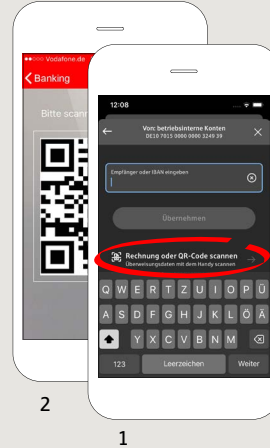 Vodafone.de
Banking
Bitte scann
12:08
Von: betriebsinterne Konten
DE18 7015 0000 0000 3249 39
Empfänger oder IBAN eingeben
Übernehmen
Rechnung oder QR-Code scannen
Überweisungsdaten mit dem Handy scannen
Q W E R T Z U I O P Ü
A S D F G H J K L Ö Ä
Y X C V B N M
123 Leerzeichen Weiter
2
1